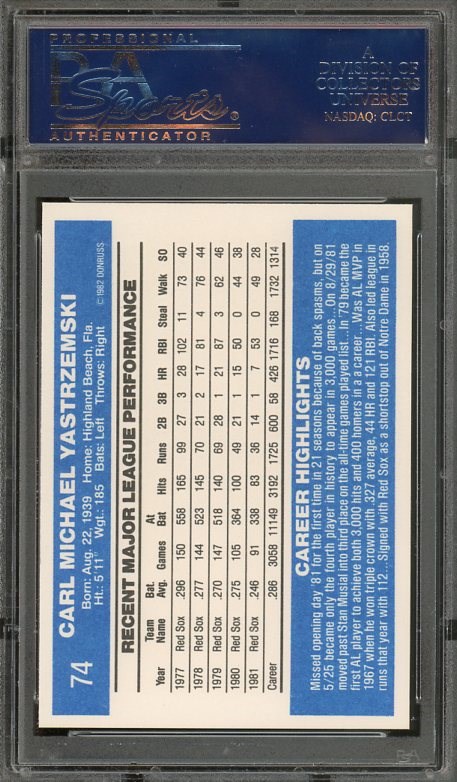 PROFESSIONAL
PSA
Sports
AUTHENTICATOR
A
DIVISION OF
COLLECTORS
UNIVERSE
NASDAQ: CLCT
74
CARL MICHAEL YASTRZEMSKI
Born: Aug. 22, 1939 Home: Highland Beach, Fla.
Ht.: 5'11" Wgt.: 185 Bats: Left Throws: Right
© 1982 DONRUSS
RECENT MAJOR LEAGUE PERFORMANCE
Year Team Name Bat. Avg. Games At Bat Hits Runs 2B 3B HR RBI Steal Walk SO
1977 Red Sox .296 150 558 165 99 27 3 28 102 11 73 40
1978 Red Sox .277 144 523 145 70 21 2 17 81 4 76 44
1979 Red Sox .270 147 518 140 69 28 1 21 87 3 62 46
1980 Red Sox .275 105 364 100 49 21 1 15 50 0 44 38
1981 Red Sox .246 91 338 83 36 14 1 7 53 0 49 28
Career .286 3058 11149 3192 1725 600 58 426 1716 168 1732 1314
CAREER HIGHLIGHTS
Missed opening day '81 for the first time in 21 seasons because of back spasms, but on
5/25 became only the fourth player in history to appear in 3,000 games...On 8/29/81
moved past Stan Musial into third place on the all-time games played list...In '79 became the
first AL player to achieve both 3,000 hits and 400 homers in a career...Was AL MVP in
1967 when he won triple crown with .327 average, 44 HR and 121 RBI. Also led league in
runs that year with 112...Signed with Red Sox as a shortstop out of Notre Dame in 1958.